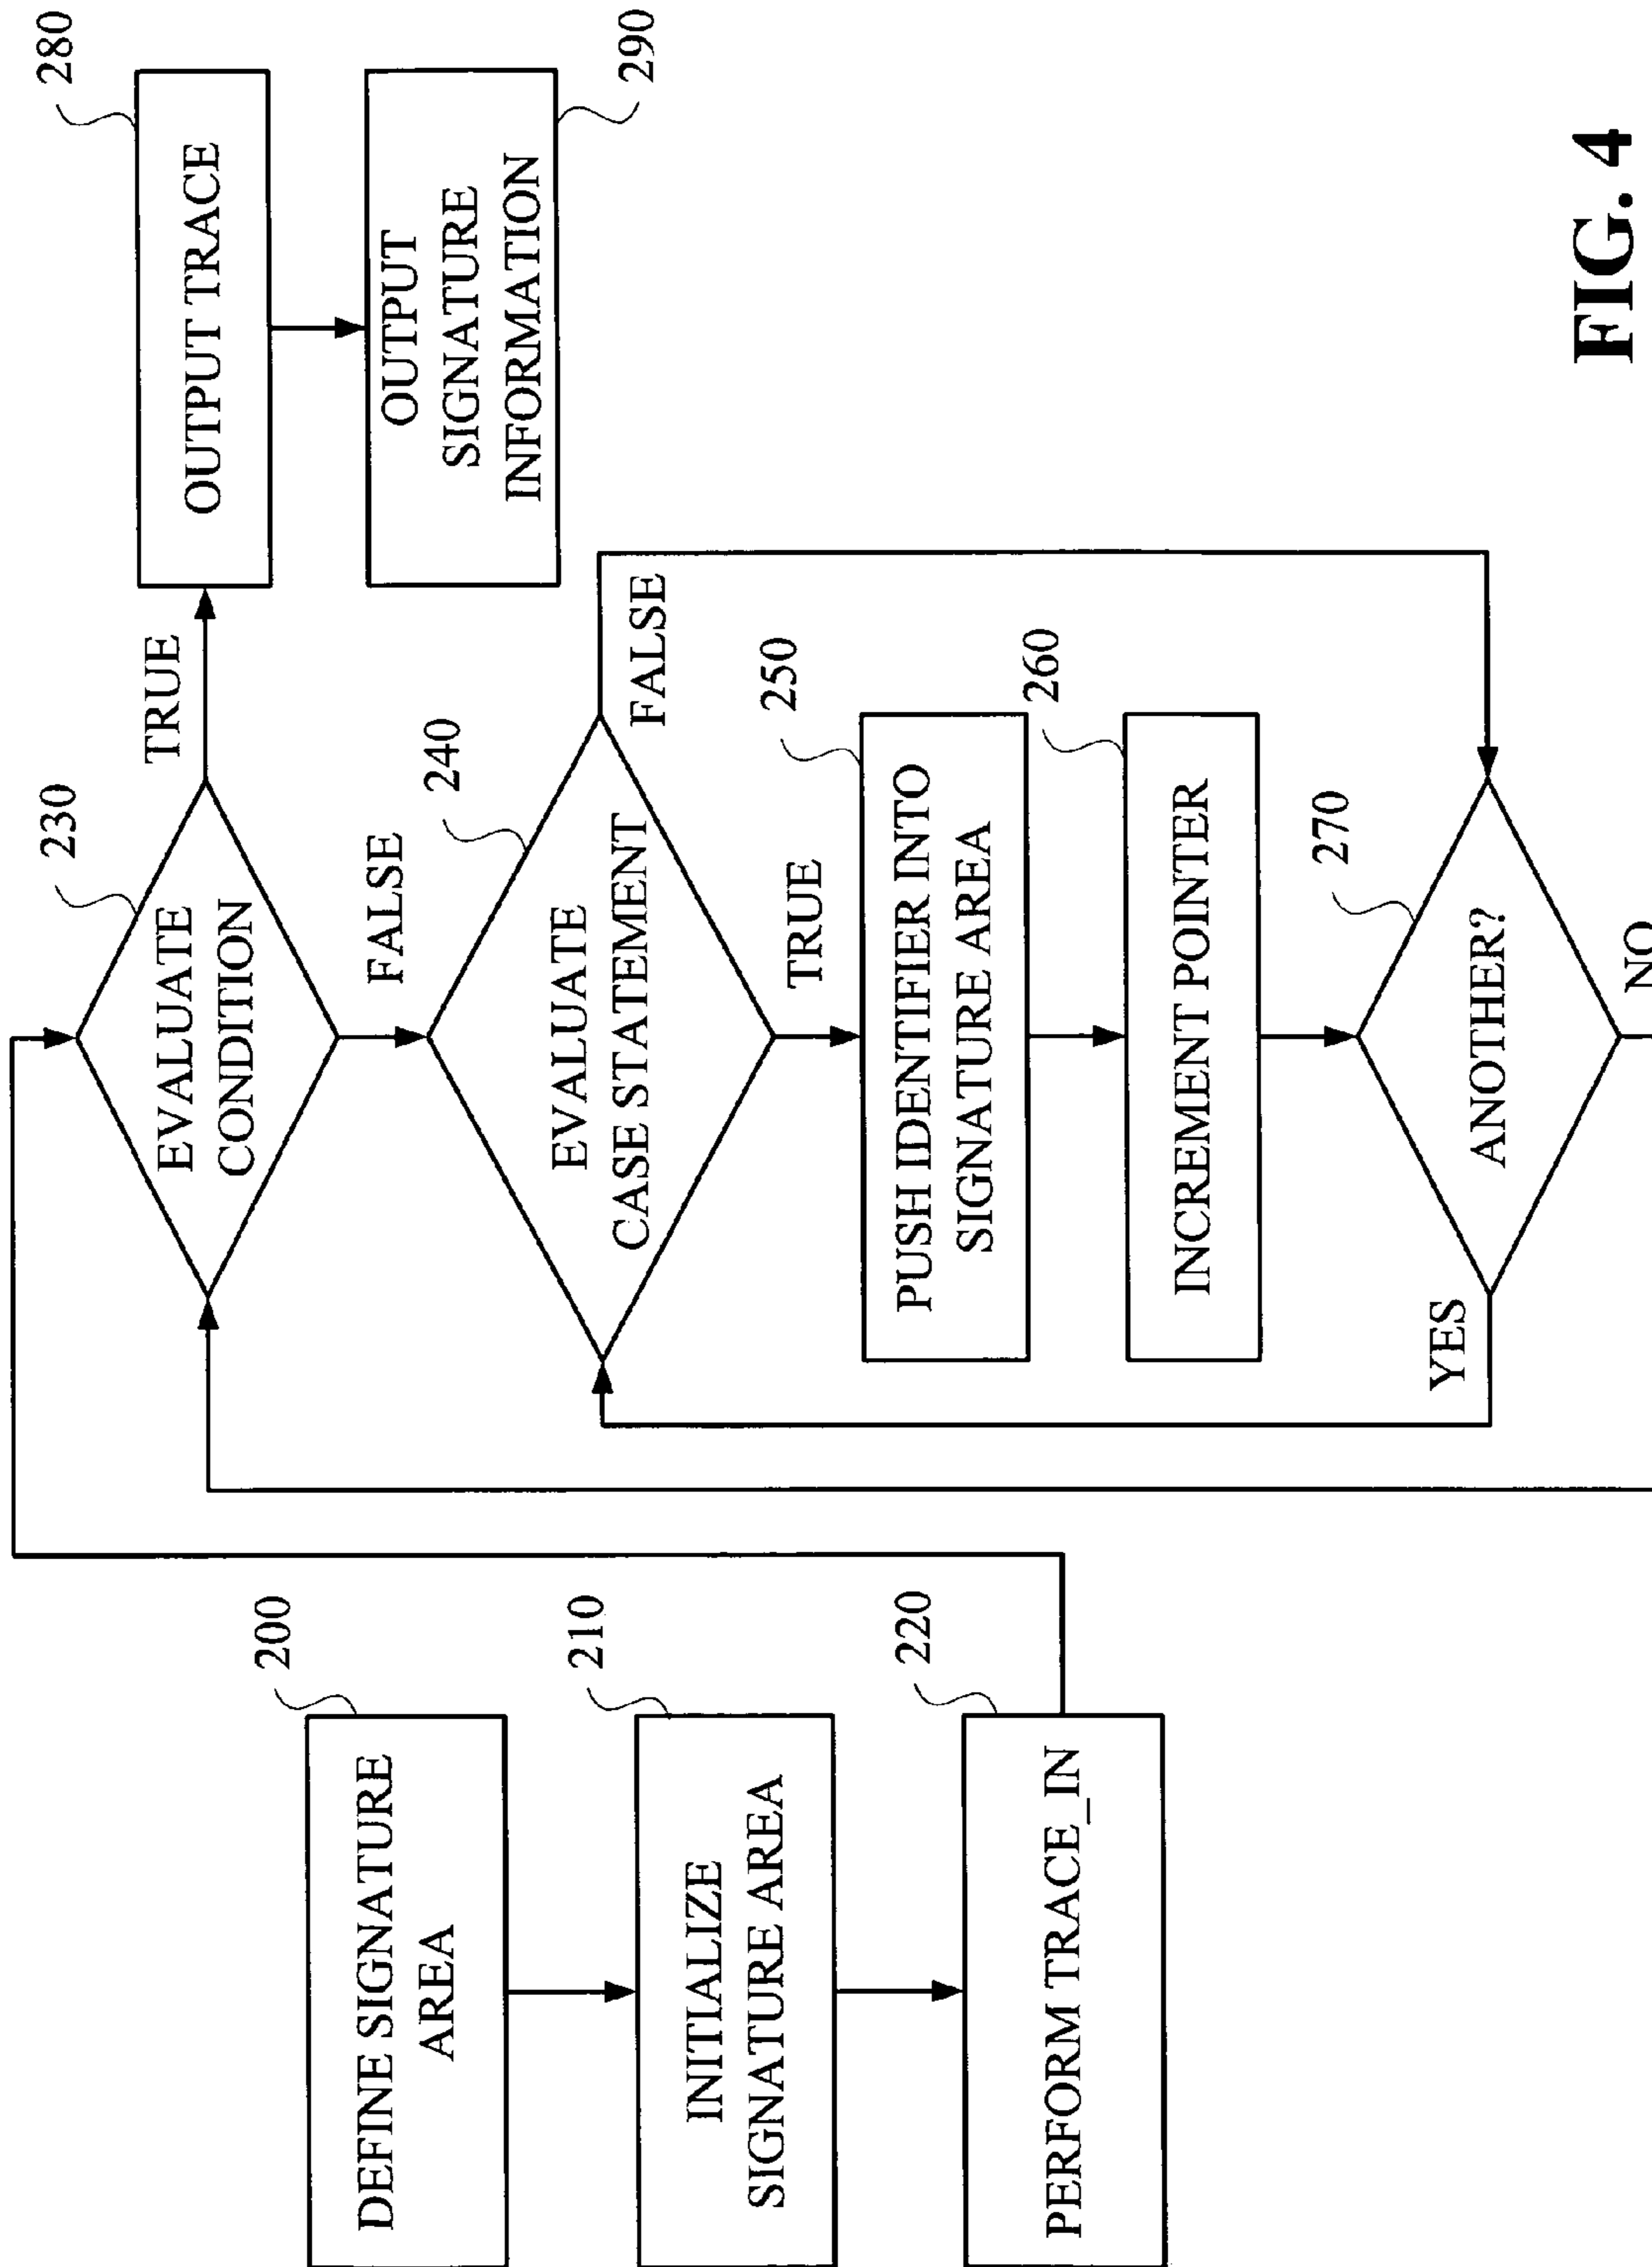 200
DEFINE SIGNATURE
AREA
210
INITIALIZE
SIGNATURE AREA
220
PERFORM TRACE_IN
230
EVALUATE
CONDITION
TRUE
FALSE
240
EVALUATE
CASE STATEMENT
FALSE
TRUE
250
PUSH IDENTIFIER INTO
SIGNATURE AREA
260
INCREMENT POINTER
270
ANOTHER?
YES
NO
280
OUTPUT TRACE
290
OUTPUT
SIGNATURE
INFORMATION
FIG. 4